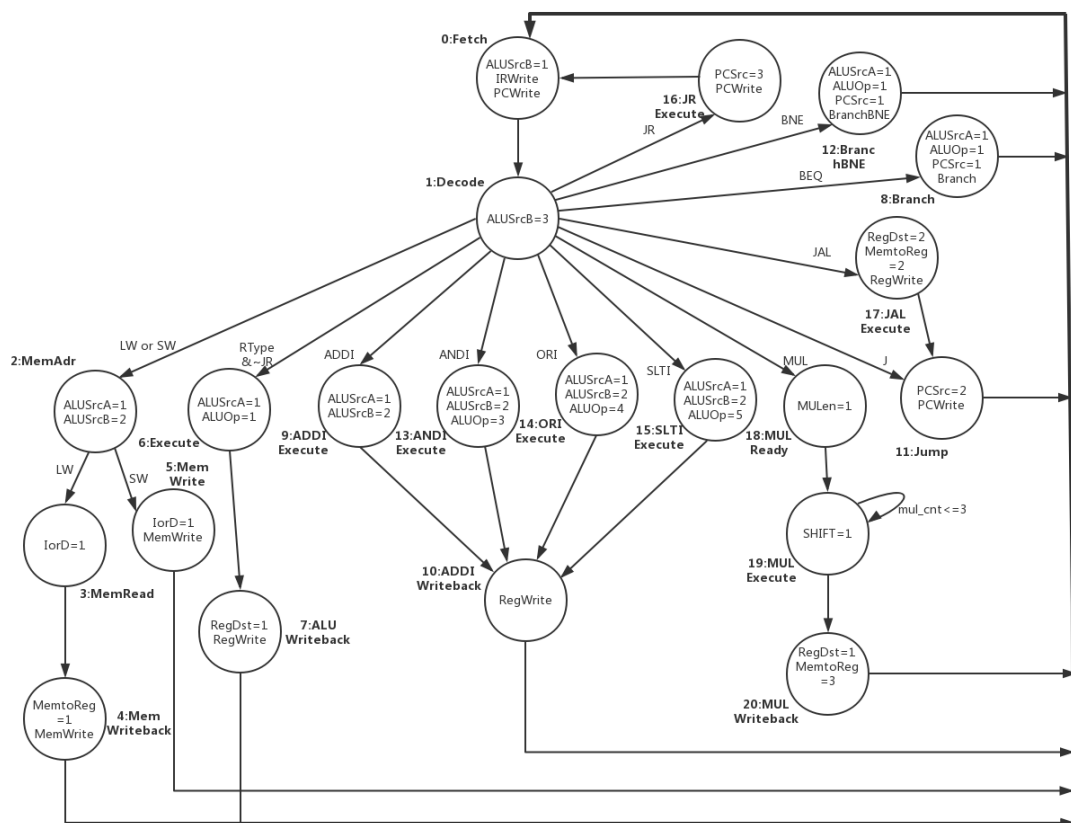 0:Fetch
ALUSrcB=1
IRWrite
PCWrite
PCSrc=3
PCWrite
16:JR
Execute
JR
ALUSrcA=1
ALUOp=1
PCSrc=1
BranchBNE
BNE
12:Branc
hBNE
ALUSrcA=1
ALUOp=1
PCSrc=1
Branch
BEQ
8:Branch
1:Decode
ALUSrcB=3
RegDst=2
MemtoReg
=2
RegWrite
JAL
17:JAL
Execute
LW or SW
2:MemAdr
ALUSrcA=1
ALUSrcB=2
RType
&~JR
ALUSrcA=1
ALUOp=1
6:Execute
ADDI
ALUSrcA=1
ALUSrcB=2
9:ADDI
Execute
ANDI
ALUSrcA=1
ALUSrcB=2
ALUOp=3
13:ANDI
Execute
ORI
ALUSrcA=1
ALUSrcB=2
ALUOp=4
14:ORI
Execute
SLTI
ALUSrcA=1
ALUSrcB=2
ALUOp=5
15:SLTI
Execute
MUL
MULen=1
18:MUL
Ready
J
PCSrc=2
PCWrite
11:Jump
LW
SW
5:Mem
Write
IorD=1
MemWrite
IorD=1
3:MemRead
SHIFT=1
mul_cnt<=3
19:MUL
Execute
10:ADDI
Writeback
RegWrite
RegDst=1
RegWrite
7:ALU
Writeback
RegDst=1
MemtoReg
=3
20:MUL
Writeback
MemtoReg
=1
MemWrite
4:Mem
Writeback